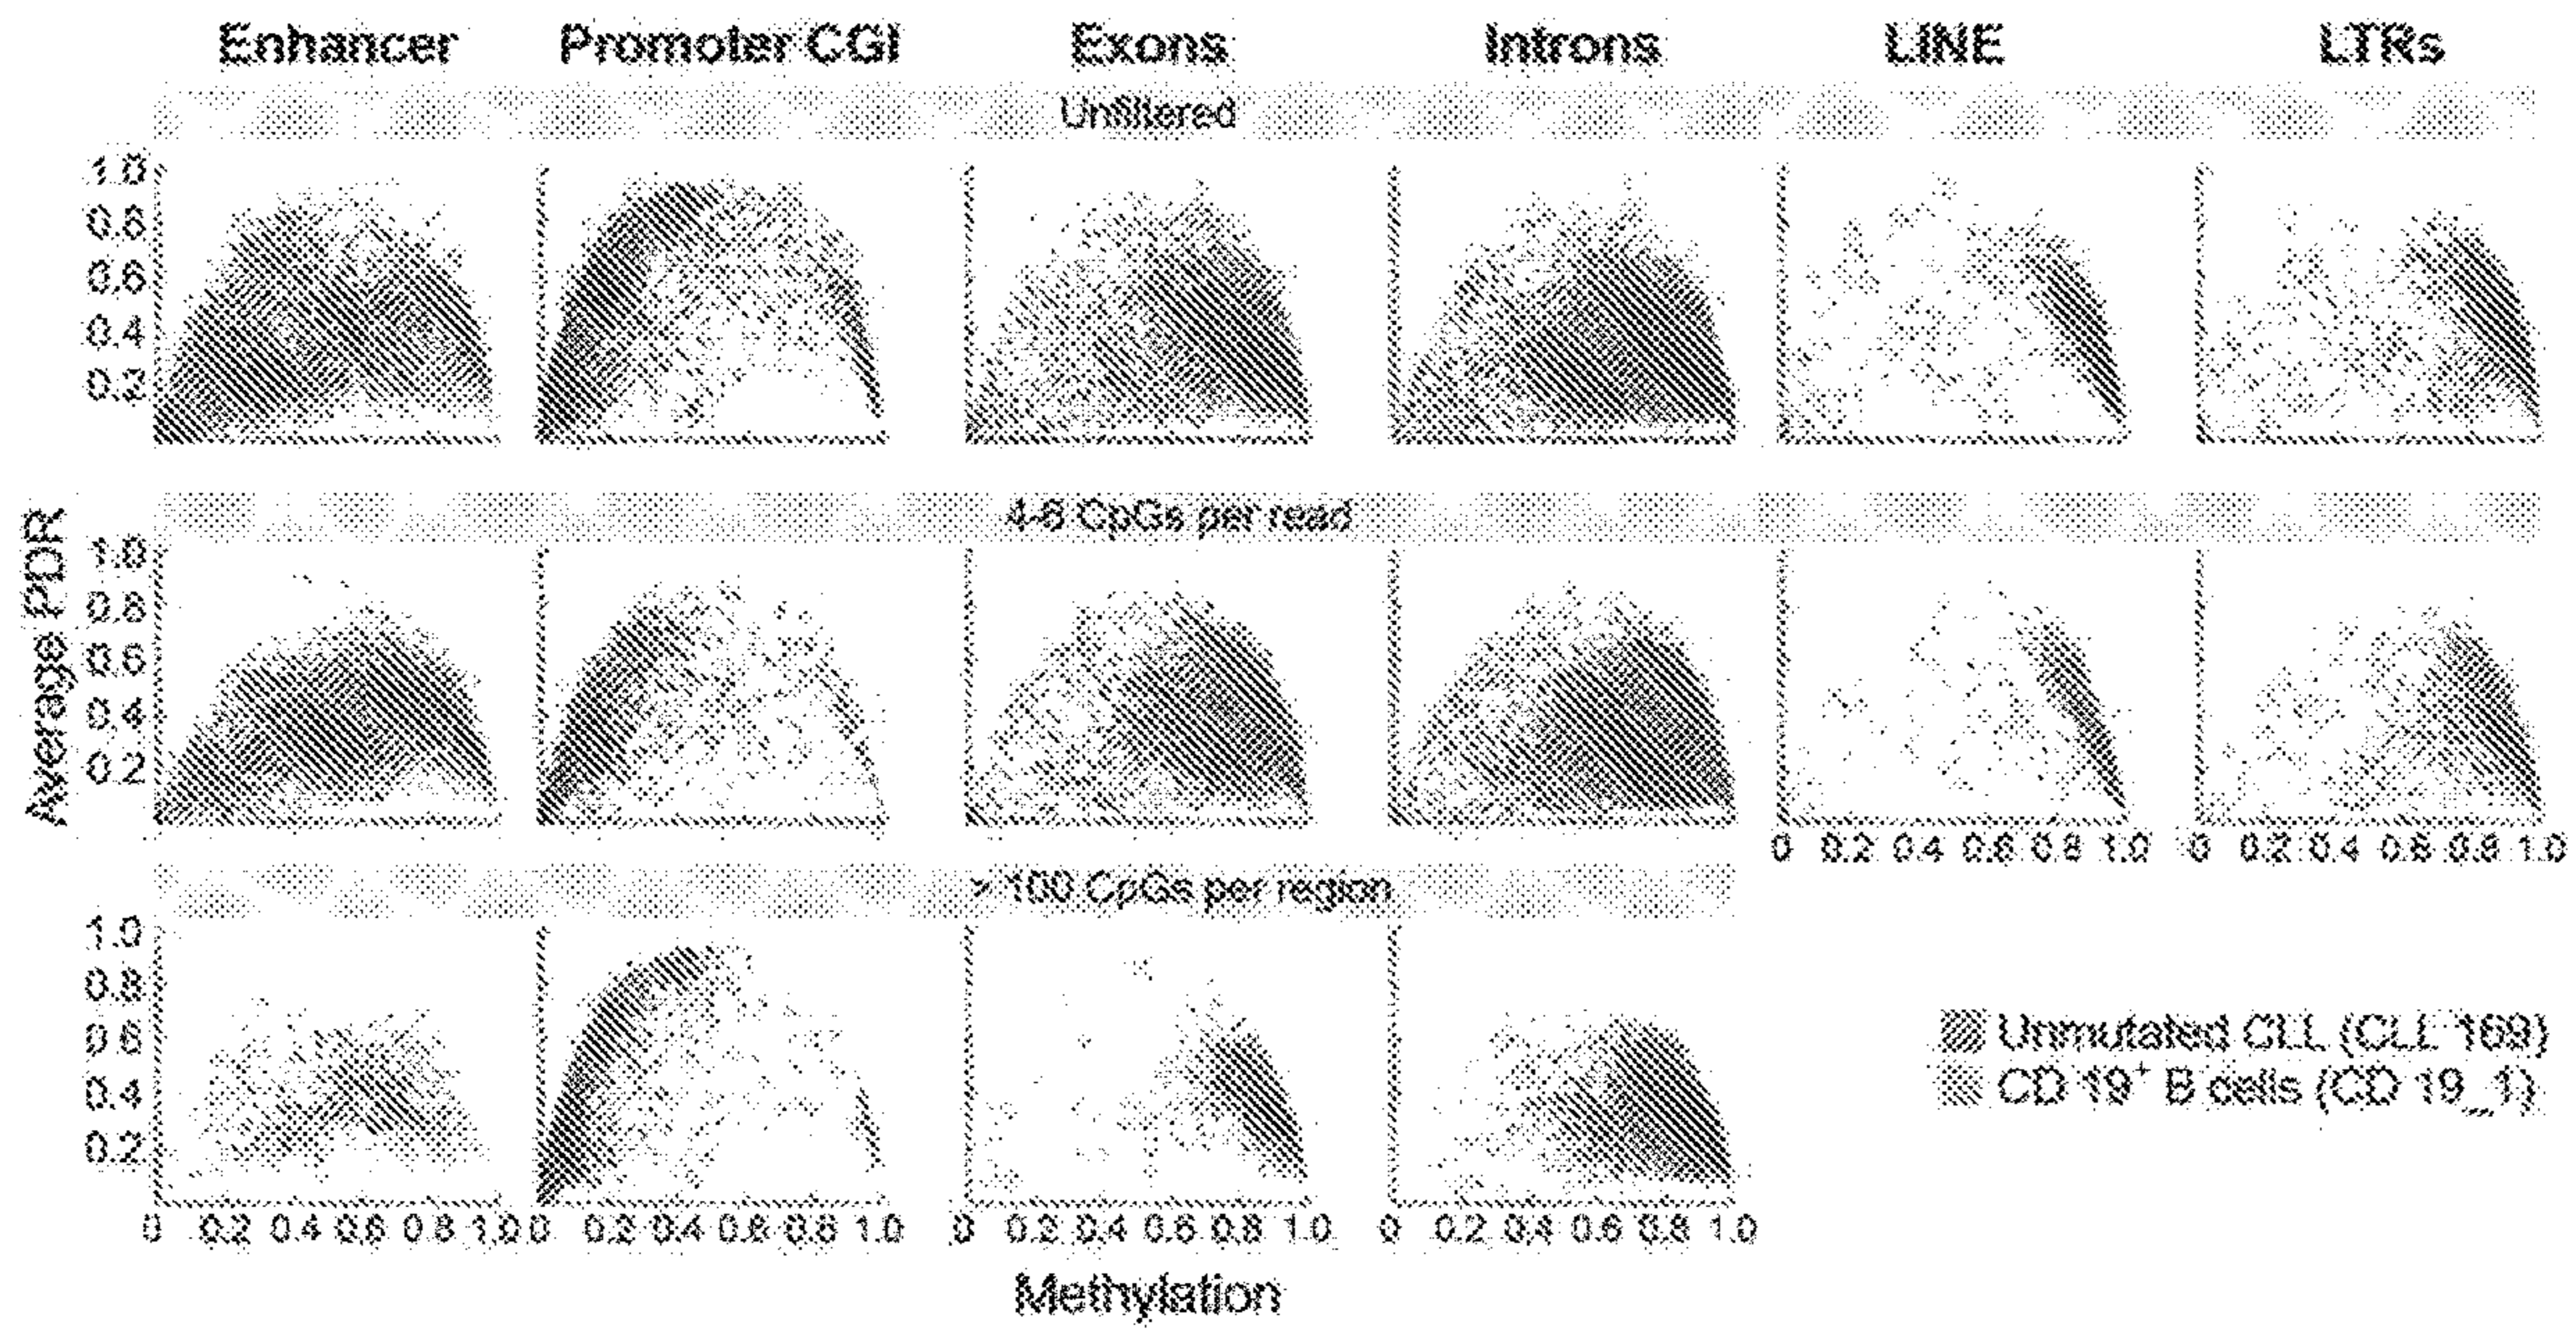 Enhancer Promoter CGI Exons Introns LINE LTRs
Unfiltered
1.0
0.8
0.6
0.4
0.2
4-6 CpGs per read
Average PDR
1.0
0.8
0.6
0.4
0.2
0 0.2 0.4 0.6 0.8 1.0 0 0.2 0.4 0.6 0.8 1.0
> 100 CpGs per region
1.0
0.8
0.6
0.4
0.2
0 0.2 0.4 0.6 0.8 1.0 0 0.2 0.4 0.6 0.8 1.0 0 0.2 0.4 0.6 0.8 1.0 0 0.2 0.4 0.6 0.8 1.0
Unmutated CLL (CLL 169)
CD 19⁺ B cells (CD 19_1)
Methylation